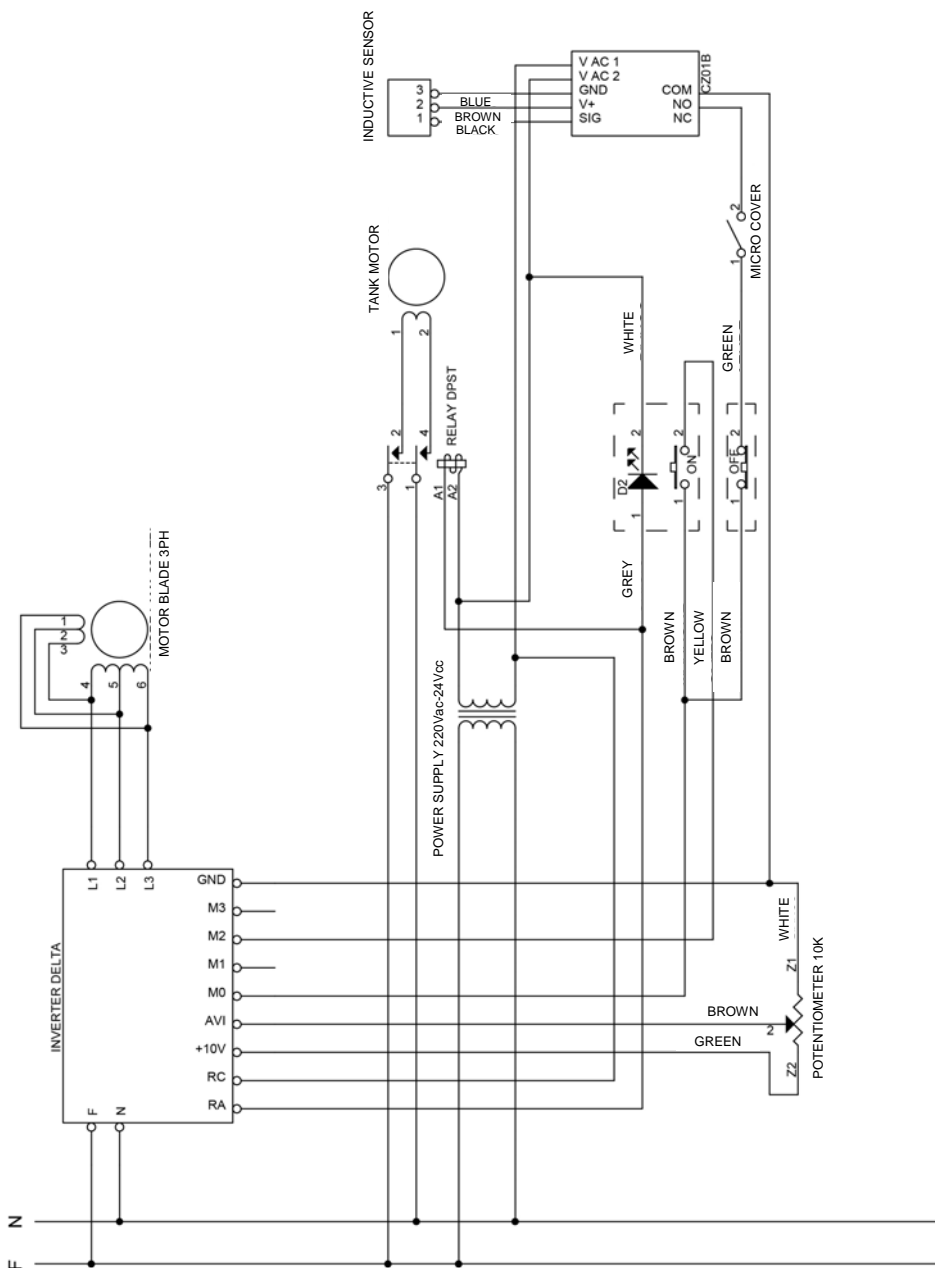 F
N
INVERTER DELTA
F
N
L1
L2
L3
GND
M3
M2
M1
M0
AVI
+10V
RC
RA
MOTOR BLADE 3PH
1
2
3
4
5
6
POWER SUPPLY 220Vac-24Vcc
TANK MOTOR
1
2
3
2
1
4
RELAY DPST
A1
A2
INDUCTIVE SENSOR
3
2
1
BLUE
BROWN
BLACK
V AC 1
V AC 2
GND
V+
SIG
COM
NO
NC
CZ01B
MICRO COVER
1
2
WHITE
GREEN
D2
1
2
ON
1
2
OFF
1
2
GREY
BROWN
YELLOW
BROWN
BROWN
GREEN
WHITE
Z1
2
Z2
POTENTIOMETER 10K